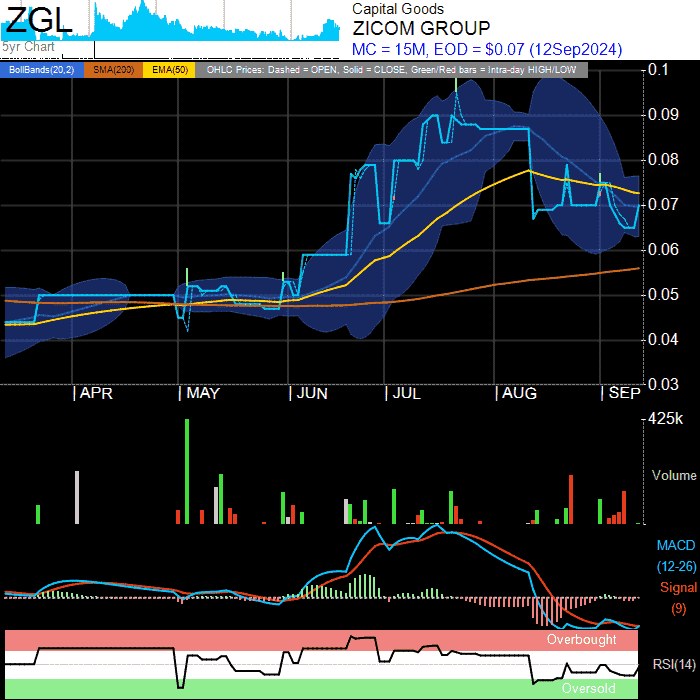 ZGL
5yr Chart
Capital Goods
ZICOM GROUP
MC = 15M, EOD = $0.07 (12Sep2024)
BollBands(20,2) SMA(200) EMA(50) OHLC Prices: Dashed = OPEN, Solid = CLOSE, Green/Red bars = Intra-day HIGH/LOW
0.1
0.09
0.08
0.07
0.06
0.05
0.04
0.03
APR MAY JUN JUL AUG SEP
425k
Volume
MACD
(12-26)
Signal
(9)
Overbought
RSI(14)
Oversold